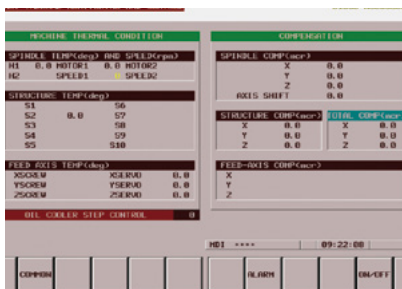 MACHINE THERMAL CONDITION
SPINDLE TEMP(deg) AND SPEED(rpm)
H1 0.0 MOTOR1 0.0 MOTOR2
H2 SPEED1 0 SPEED2
STRUCTURE TEMP(deg)
S1 S6
S2 0.0 S7
S3 S8
S4 S9
S5 S10
FEED AXIS TEMP(deg)
XSCREW XSERVO 0.0
YSCREW YSERVO 0.0
ZSCREW ZSERVO 0.0
OIL COOLER STEP CONTROL 0
COMPENSATION
SPINDLE COMP(mcr)
X 0.0
Y 0.0
Z 0.0
AXIS SHIFT 0.0
STRUCTURE COMP(mcr) TOTAL COMP(mcr
X 0.0 X 0.0
Y 0.0 Y 0.0
Z 0.0 Z 0.0
FEED-AXIS COMP(mcr)
X
Y
Z
MDI **** 09:22:00
COMMON ALARM ON/OFF